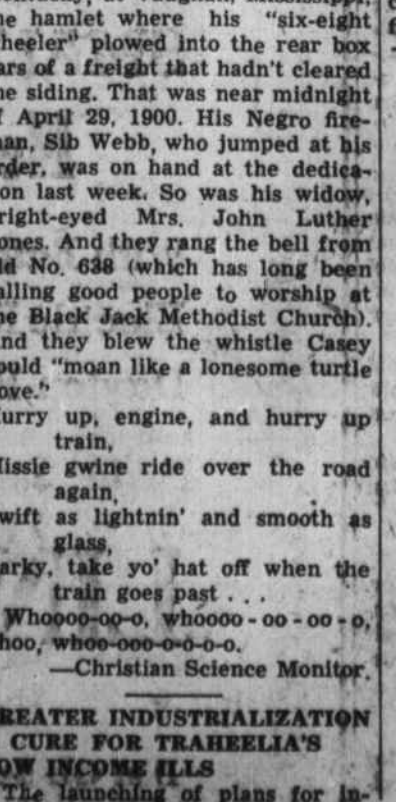 he hamlet where his "six-eight
heeler" plowed into the rear box
ars of a freight that hadn't cleared
he siding. That was near midnight
f April 29, 1900. His Negro fire-
nan, Sib Webb, who jumped at his
rder, was on hand at the dedica-
on last week. So was his widow,
right-eyed Mrs. John Luther
ones. And they rang the bell from
ld No. 638 (which has long been
alling good people to worship at
he Black Jack Methodist Church).
nd they blew the whistle Casey
ould "moan like a lonesome turtle
ove."
urry up, engine, and hurry up
train,
lissie gwine ride over the road
again,
wift as lightnin' and smooth as
glass,
arky, take yo' hat off when the
train goes past . . .
Whoooo-oo-o, whoooo - oo - oo - o,
hoo, whoo-ooo-o-o-o-o.
—Christian Science Monitor.
REATER INDUSTRIALIZATION
CURE FOR TRAHEELIA'S
OW INCOME ILLS
The launching of plans for in-